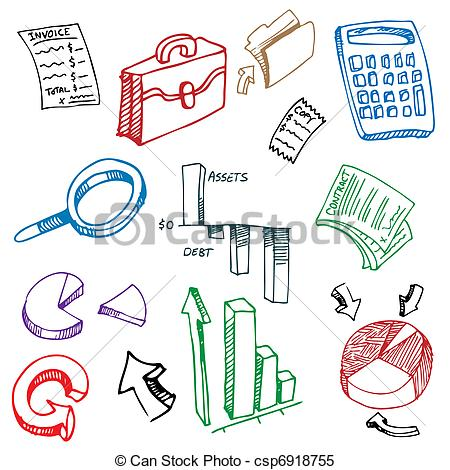 INVOICE
$
$
$
TOTAL $
x
COPY
ASSETS
$0
DEBT
CONTRACT
x
© Can Stock Photo
© Can Stock Photo - csp6918755